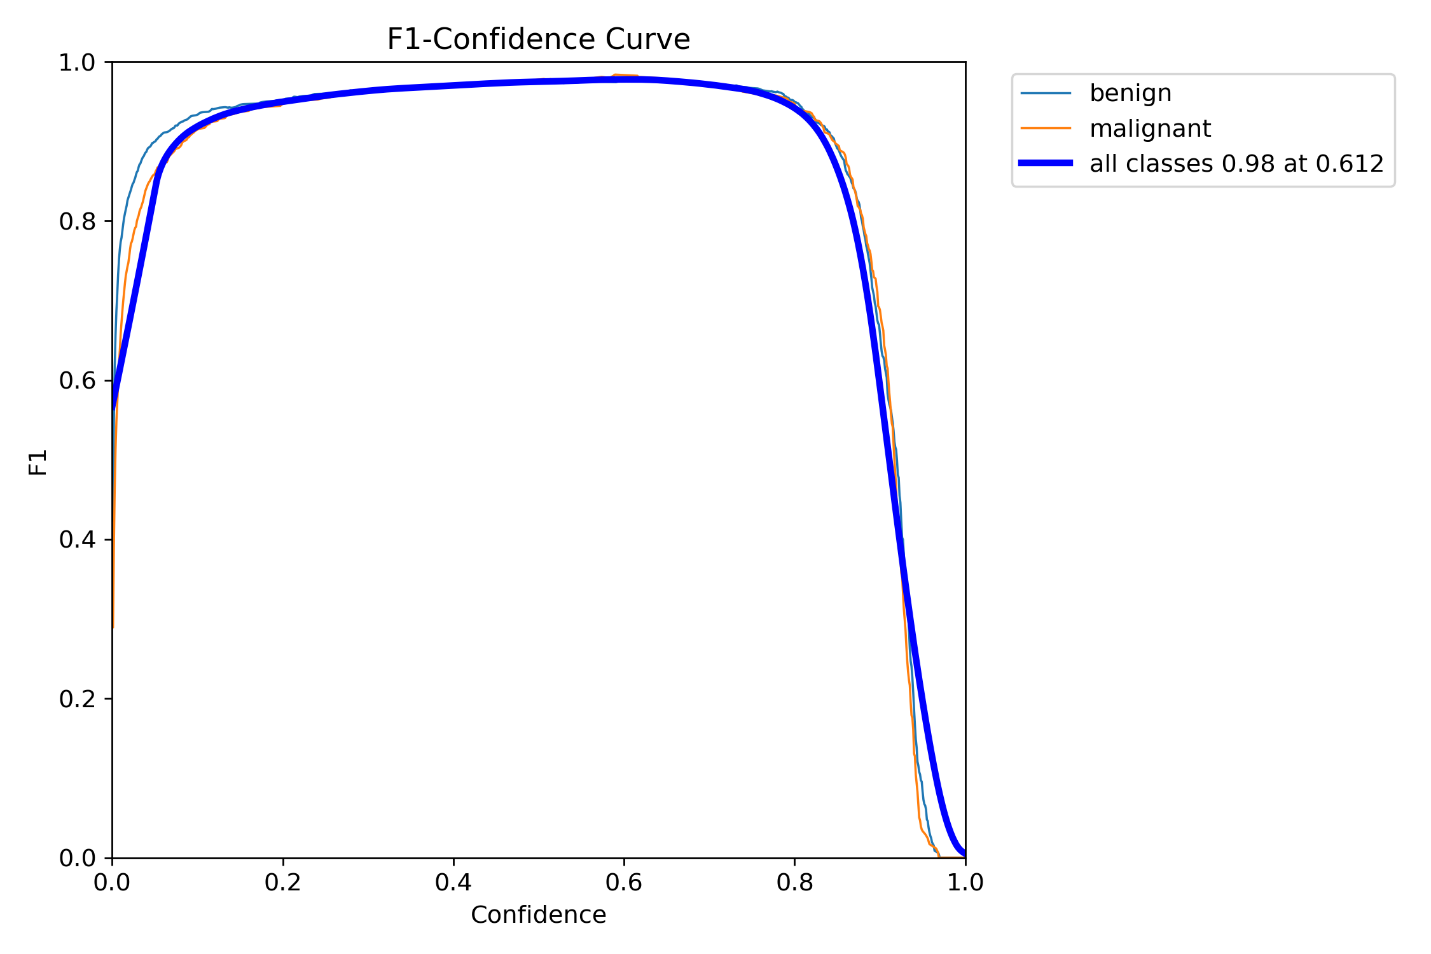 F1-Confidence Curve
benign
malignant
all classes 0.98 at 0.612
F1
1.0
0.8
0.6
0.4
0.2
0.0
0.0 0.2 0.4 0.6 0.8 1.0
Confidence